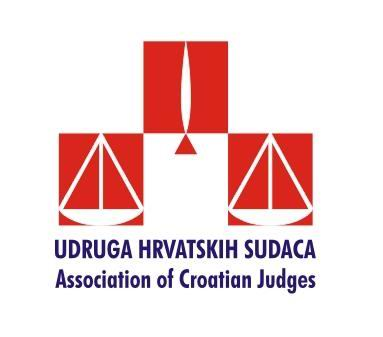 UDRUGA HRVATSKIH SUDACA
Association of Croatian Judges